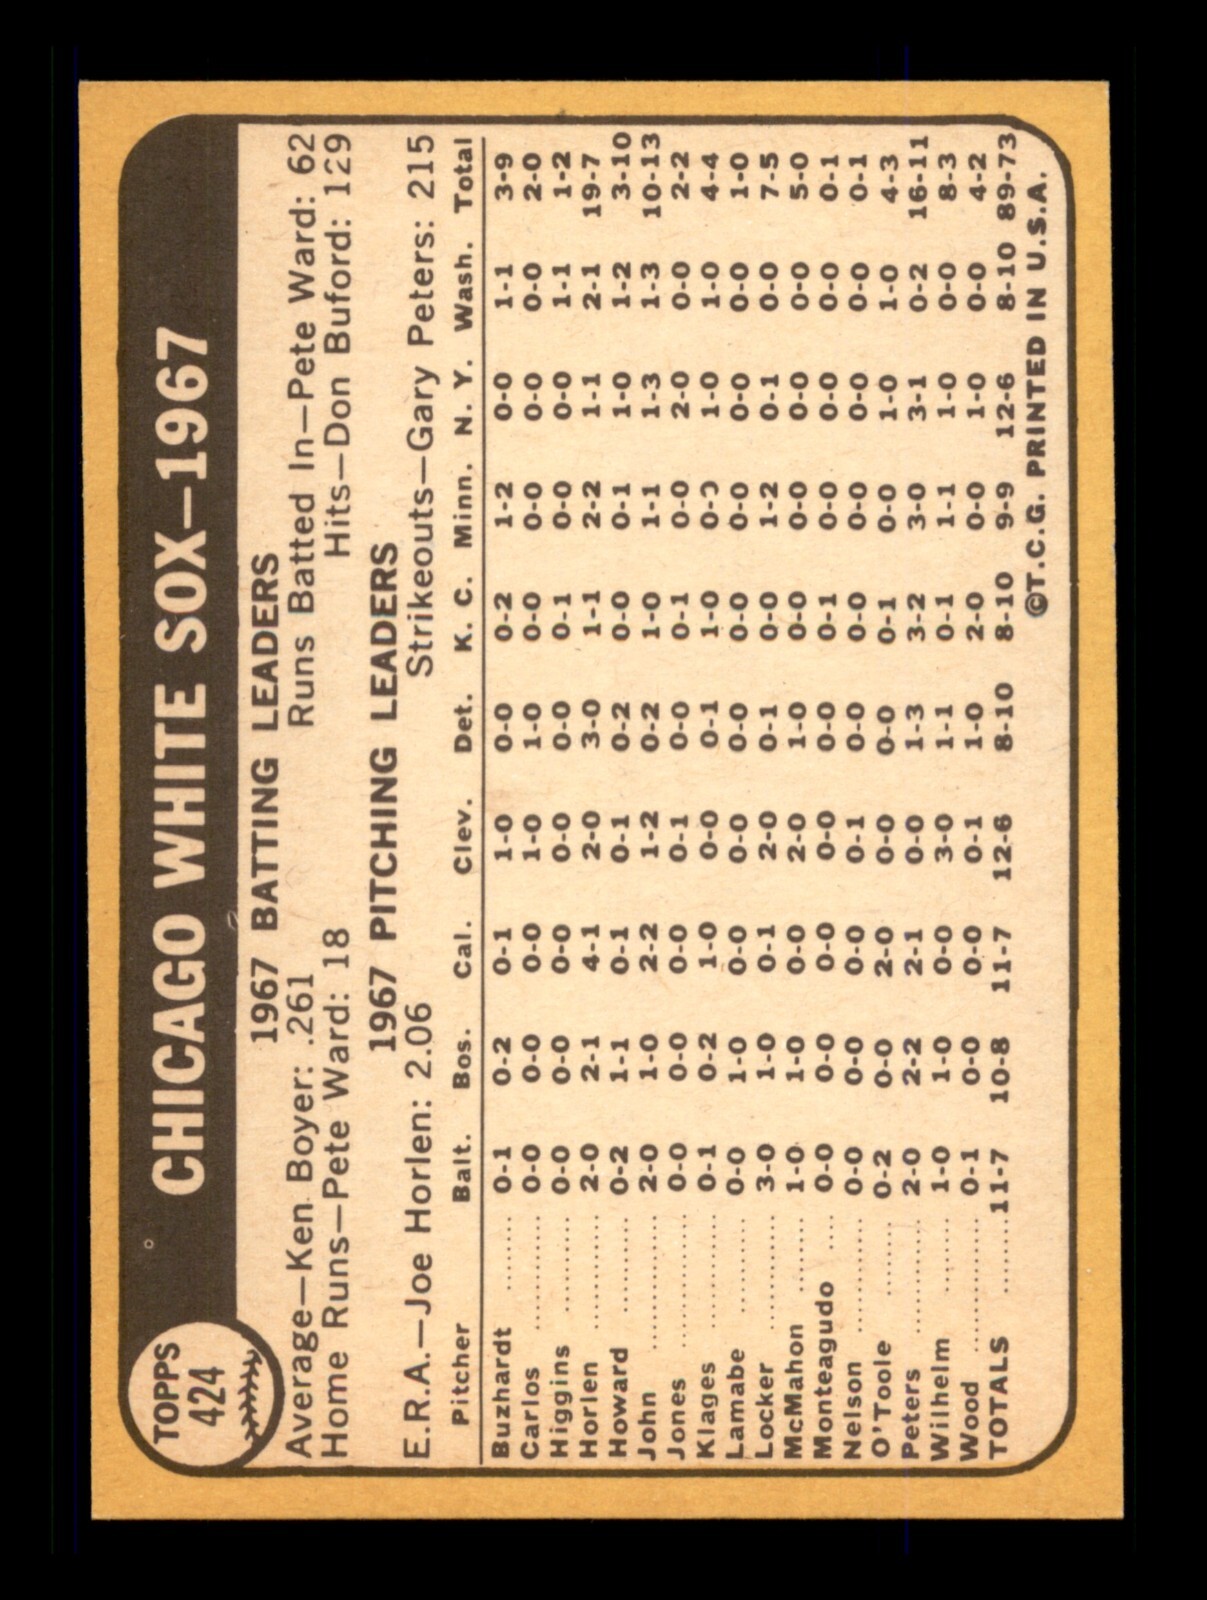 TOPPS
424
CHICAGO WHITE SOX—1967
1967 BATTING LEADERS
Average—Ken Boyer: .261 Runs Batted In—Pete Ward: 62
Home Runs—Pete Ward: 18 Hits—Don Buford: 129
1967 PITCHING LEADERS
E.R.A.—Joe Horlen: 2.06 Strikeouts—Gary Peters: 215
Pitcher Balt. Bos. Cal. Clev. Det. K. C. Minn. N. Y. Wash. Total
Buzhardt ........ 0-1 0-2 0-1 1-0 0-0 0-2 1-2 0-0 1-1 3-9
Carlos ............ 0-0 0-0 0-0 1-0 1-0 0-0 0-0 0-0 0-0 2-0
Higgins .......... 0-0 0-0 0-0 0-0 0-0 0-1 0-0 0-0 1-1 1-2
Horlen ............ 2-0 2-1 4-1 2-0 3-0 1-1 2-2 1-1 2-1 19-7
Howard .......... 0-2 1-1 0-1 0-1 0-2 0-0 0-1 1-0 1-2 3-10
John .............. 2-0 1-0 2-2 1-2 0-2 1-0 1-1 1-3 1-3 10-13
Jones .............. 0-0 0-0 0-0 0-1 0-0 0-1 0-0 2-0 0-0 2-2
Klages ............ 0-1 0-2 1-0 0-0 0-1 1-0 0-0 1-0 1-0 4-4
Lamabe .......... 0-0 1-0 0-0 0-0 0-0 0-0 0-0 0-0 0-0 1-0
Locker ............ 3-0 1-0 0-1 2-0 0-1 0-0 1-2 0-1 0-0 7-5
McMahon ........ 1-0 1-0 0-0 2-0 1-0 0-0 0-0 0-0 0-0 5-0
Monteagudo .... 0-0 0-0 0-0 0-0 0-0 0-1 0-0 0-0 0-0 0-1
Nelson ............ 0-0 0-0 0-0 0-1 0-0 0-0 0-0 0-0 0-0 0-1
O'Toole ........ 0-2 0-0 2-0 0-0 0-0 0-1 0-0 1-0 1-0 4-3
Peters ............ 2-0 2-2 2-1 0-0 1-3 3-2 3-0 3-1 0-2 16-11
Wilhelm ........ 1-0 1-0 0-0 3-0 1-1 0-1 1-1 1-0 0-0 8-3
Wood .............. 0-1 0-0 0-0 0-1 1-0 2-0 0-0 1-0 0-0 4-2
TOTALS ........ 11-7 10-8 11-7 12-6 8-10 8-10 9-9 12-6 8-10 89-73
©T.C.G. PRINTED IN U.S.A.